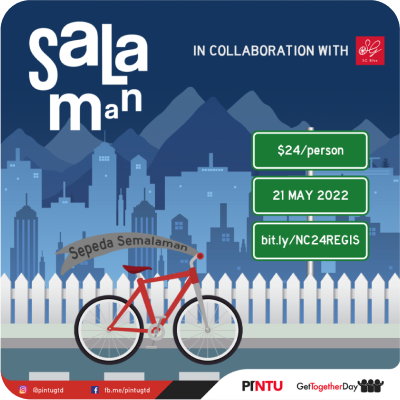 Sala
man
IN COLLABORATION WITH
$24/person
21 MAY 2022
bit.ly/NC24REGIS
Sepeda Semalaman
@pintugtd
fb.me/pintugtd
PINTU
GetTogetherDay